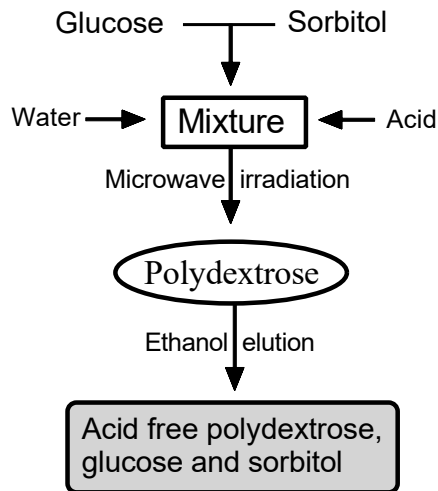 Glucose Sorbitol
Water Mixture Acid
Microwave irradiation
Polydextrose
Ethanol elution
Acid free polydextrose,
glucose and sorbitol